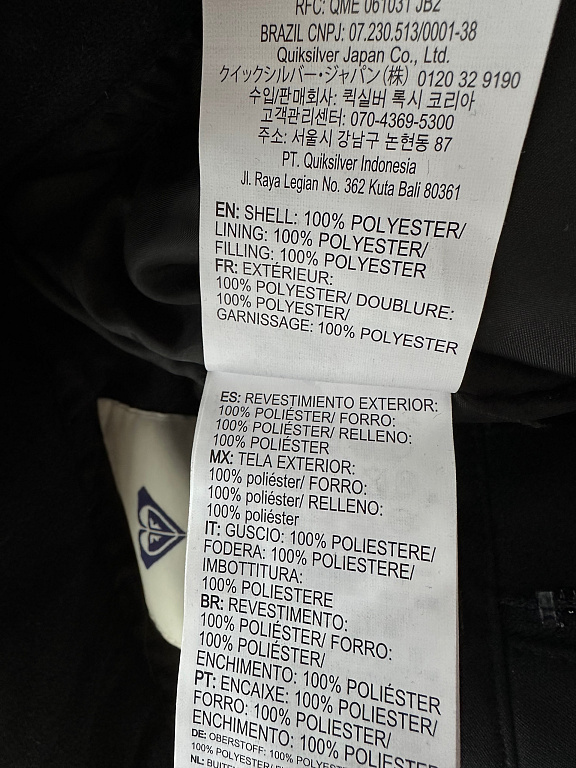 RFC: QME 061031 JB2
BRAZIL CNPJ: 07.230.513/0001-38
Quiksilver Japan Co., Ltd.
クイックシルバー・ジャパン(株) 0120 32 9190
수입/판매회사: 퀵실버 록시 코리아
고객관리센터: 070-4369-5300
주소: 서울시 강남구 논현동 87
PT. Quiksilver Indonesia
Jl. Raya Legian No. 362 Kuta Bali 80361
EN: SHELL: 100% POLYESTER/
LINING: 100% POLYESTER/
FILLING: 100% POLYESTER
FR: EXTÉRIEUR:
100% POLYESTER/ DOUBLURE:
100% POLYESTER/
GARNISSAGE: 100% POLYESTER
ES: REVESTIMIENTO EXTERIOR:
100% POLIÉSTER/ FORRO:
100% POLIÉSTER/ RELLENO:
100% POLIÉSTER
MX: TELA EXTERIOR:
100% poliéster/ FORRO:
100% poliéster/ RELLENO:
100% poliéster
IT: GUSCIO: 100% POLIESTERE/
FODERA: 100% POLIESTERE/
IMBOTTITURA:
100% POLIESTERE
BR: REVESTIMENTO:
100% POLIÉSTER/ FORRO:
100% POLIÉSTER/
ENCHIMENTO: 100% POLIÉSTER
PT: ENCAIXE: 100% POLIÉSTER/
FORRO: 100% POLIÉSTER/
ENCHIMENTO: 100% POLIÉSTER
DE: OBERSTOFF: 100%
100% POLYESTER/
NL: